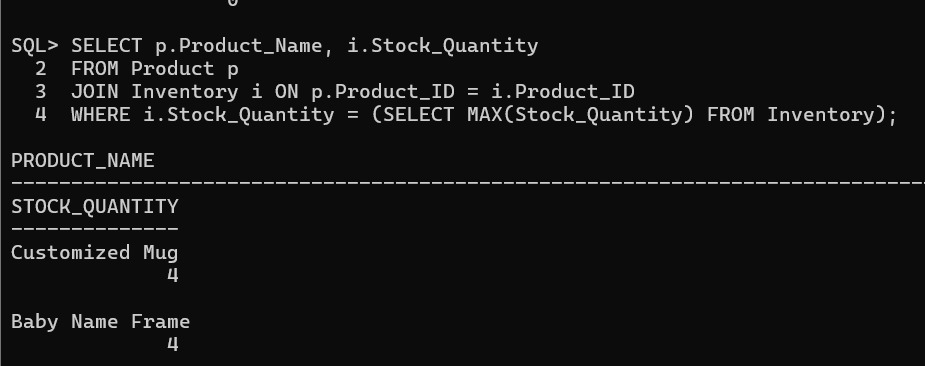 0
SQL> SELECT p.Product_Name, i.Stock_Quantity
  2  FROM Product p
  3  JOIN Inventory i ON p.Product_ID = i.Product_ID
  4  WHERE i.Stock_Quantity = (SELECT MAX(Stock_Quantity) FROM Inventory);
PRODUCT_NAME
--------------------------------------------------------------------------------
STOCK_QUANTITY
--------------
Customized Mug
             4
Baby Name Frame
             4